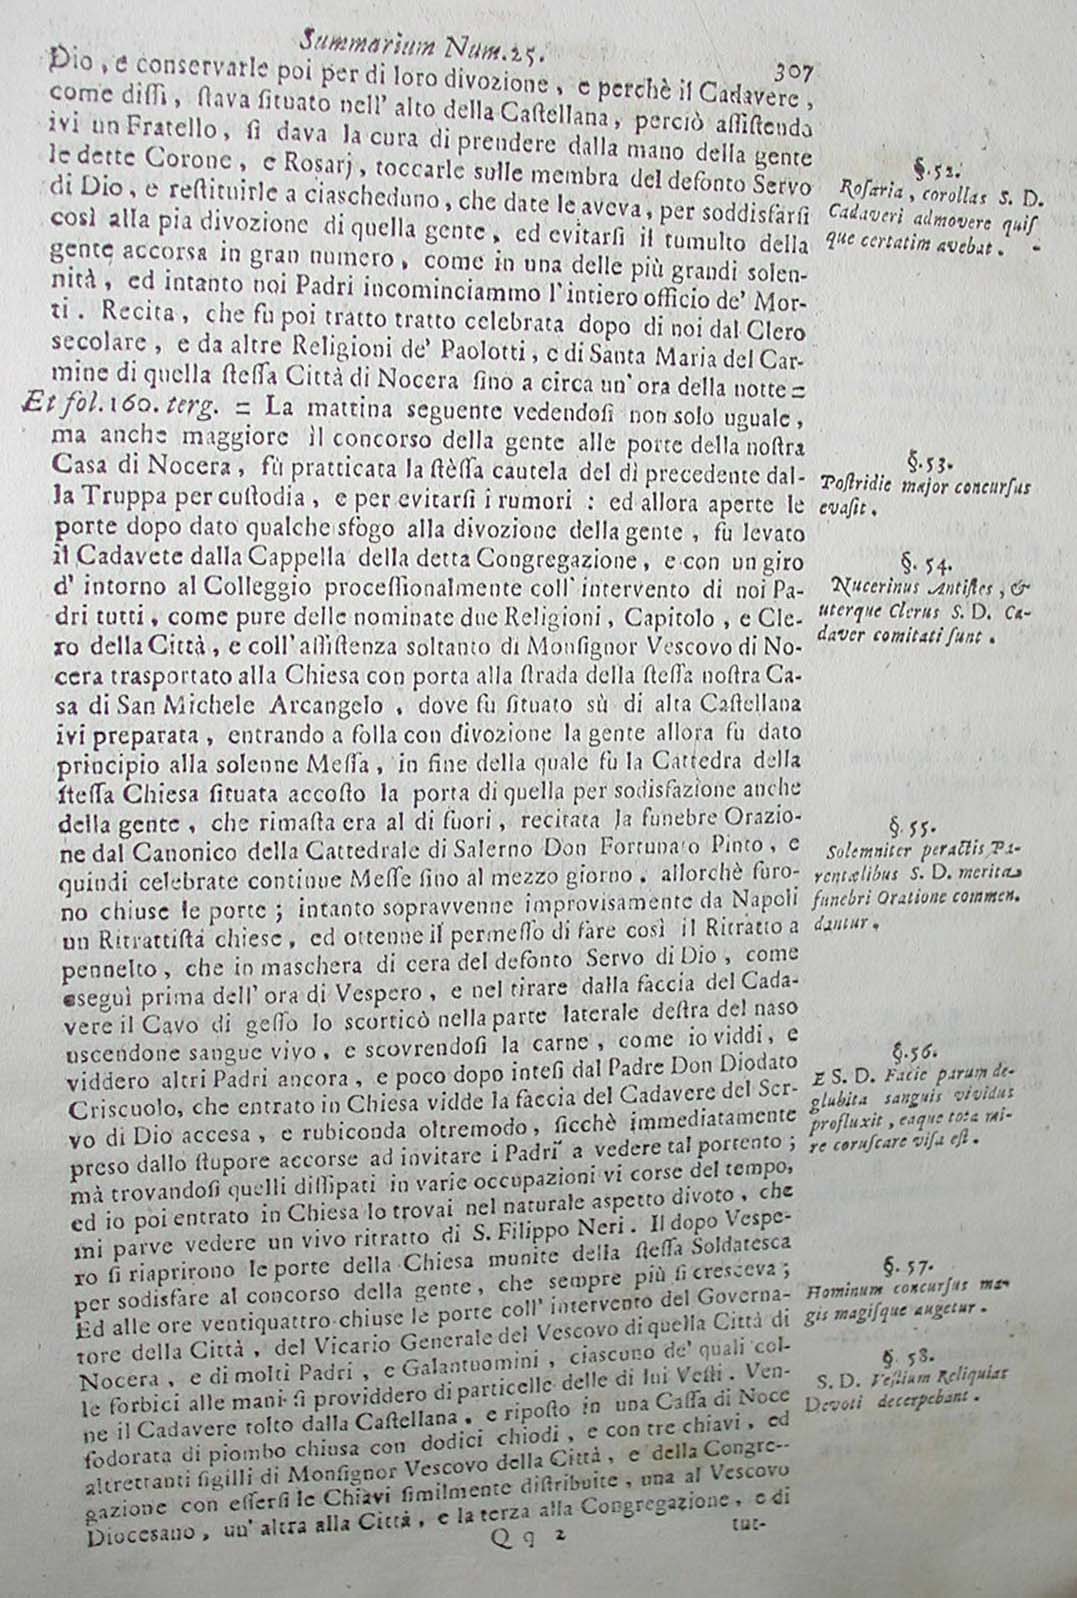 Summarium Num.25.
307
Dio, e conservarle poi per di loro divozione, e perchè il Cadavere,
come dissi, stava situato nell' alto della Castellana, perciò assistendo
ivi un Fratello, si dava la cura di prendere dalla mano della gente
le dette Corone, e Rosarj, toccarle sulle membra del defonto Servo
di Dio, e restituirle a ciascheduno, che date le aveva, per soddisfarsi
così alla pia divozione di quella gente, ed evitarsi il tumulto della
gente accorsa in gran numero, come in una delle più grandi solen-
nità, ed intanto noi Padri incominciammo l'intiero officio de' Mor-
ti. Recita, che fù poi tratto tratto celebrata dopo di noi dal Clero
secolare, e da altre Religioni de' Paolotti, e di Santa Maria del Car-
mine di quella stessa Città di Nocera sino a circa un' ora della notte =
Et fol. 160. terg. = La mattina seguente vedendosi non solo uguale,
ma anche maggiore il concorso della gente alle porte della nostra
Casa di Nocera, fù pratticata la stèssa cautela del dì precedente dal-
la Truppa per custodia, e per evitarsi i rumori : ed allora aperte le
porte dopo dato qualche sfogo alla divozione della gente, fu levato
il Cadavete dalla Cappella della detta Congregazione, e con un giro
d' intorno al Colleggio processionalmente coll' intervento di noi Pa-
dri tutti, come pure delle nominate due Religioni, Capitolo, e Cle-
ro della Città, e coll' assistenza soltanto di Monsignor Vescovo di No-
cera trasportato alla Chiesa con porta alla strada della stessa nostra Ca-
sa di San Michele Arcangelo, dove fu situato sù di alta Castellana
ivi preparata, entrando a folla con divozione la gente allora fu dato
principio alla solenne Messa, in fine della quale fu la Cattedra della
stessa Chiesa situata accosto la porta di quella per sodisfazione anche
della gente, che rimasta era al di fuori, recitata la funebre Orazio-
ne dal Canonico della Cattedrale di Salerno Don Fortunato Pinto, e
quindi celebrate continue Messe sino al mezzo giorno, allorchè furo-
no chiuse le porte; intanto sopravvenne improvisamente da Napoli
un Ritrattista chiese, ed ottenne il permesso di fare così il Ritratto a
pennelto, che in maschera di cera del defonto Servo di Dio, come
eseguì prima dell' ora di Vespero, e nel tirare dalla faccia del Cada-
vere il Cavo di gesso lo scorticò nella parte laterale destra del naso
uscendone sangue vivo, e scovrendosi la carne, come io viddi, e
viddero altri Padri ancora, e poco dopo intesi dal Padre Don Diodato
Criscuolo, che entrato in Chiesa vidde la faccia del Cadavere del Ser-
vo di Dio accesa, e rubiconda oltremodo, sicchè immediatamente
preso dallo stupore accorse ad invitare i Padri a vedere tal portento;
mà trovandosi quelli dissipati in varie occupazioni vi corse del tempo,
ed io poi entrato in Chiesa lo trovai nel naturale aspetto divoto, che
mi parve vedere un vivo ritratto di S. Filippo Neri. Il dopo Vespe-
ro si riaprirono le porte della Chiesa munite della stessa Soldatesca
per sodisfare al concorso della gente, che sempre più si cresceva;
Ed alle ore ventiquattro chiuse le porte coll' intervento del Governa-
tore della Città, del Vicario Generale del Vescovo di quella Città di
Nocera, e di molti Padri, e Galantuomini, ciascuno de' quali col-
le forbici alle mani si providdero di particelle delle di lui Vesti. Ven-
ne il Cadavere tolto dalla Castellana, e riposto in una Cassa di Noce
fodorata di piombo chiusa con dodici chiodi, e con tre chiavi, ed
altrettanti sigilli di Monsignor Vescovo della Città, e della Congre-
gazione con essersi le Chiavi similmente distribuite, una al Vescovo
Diocesano, un' altra alla Città, e la terza alla Congregazione, e di
Q q 2
tut-
§. 52.
Rosaria, corollas S. D.
Cadaveri admovere quis
que certatim avebat.
§. 53.
Postridie major concursus
evasit.
§. 54.
Nucerinus Antistes, &
uterque Clerus S. D. Ca-
daver comitati sunt.
§. 55.
Solemniter peractis Pa-
rentalibus S. D. merita
funebri Oratione commen.
dantur.
§. 56.
E S. D. Facie parum de-
glubita sanguis vividus
profluxit, eaque tota mi-
re coruscare visa est.
§. 57.
Hominum concursus ma-
gis magisque augetur.
§. 58.
S. D. Vestium Reliquias
Devoti decerpebant.